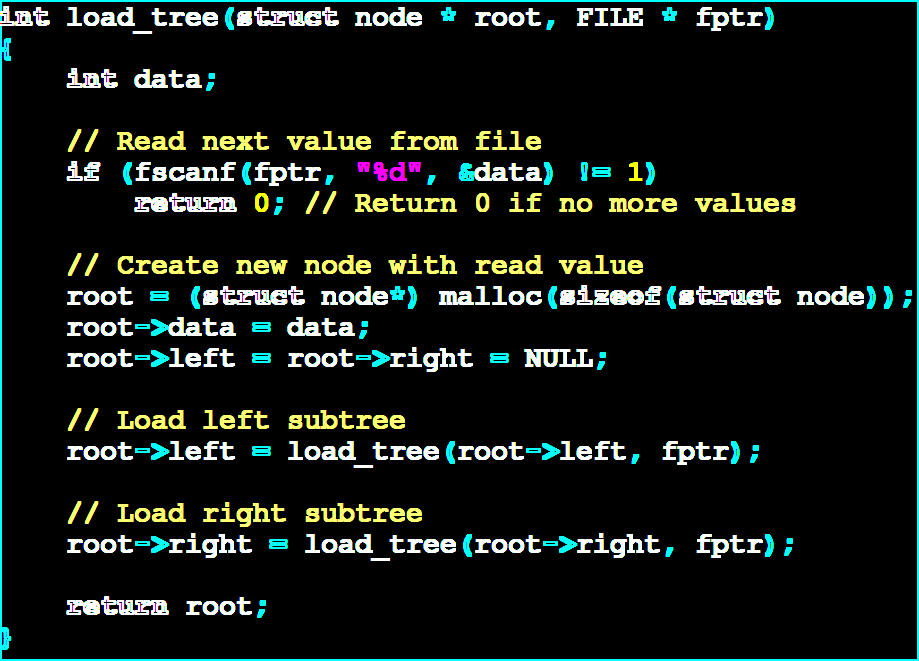 int load_tree(struct node * root, FILE * fptr)
{
    int data;

    // Read next value from file
    if (fscanf(fptr, "%d", &data) != 1)
        return 0; // Return 0 if no more values

    // Create new node with read value
    root = (struct node*) malloc(sizeof(struct node));
    root->data = data;
    root->left = root->right = NULL;

    // Load left subtree
    root->left = load_tree(root->left, fptr);

    // Load right subtree
    root->right = load_tree(root->right, fptr);

    return root;
}